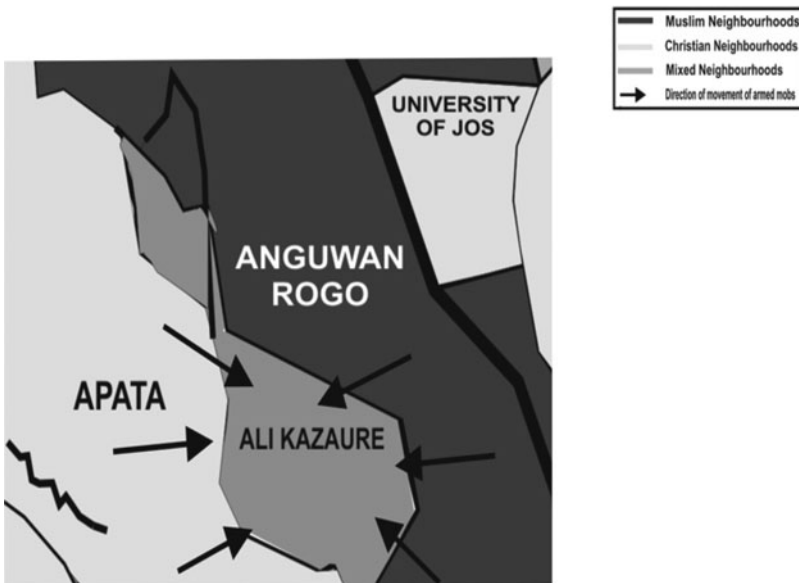 Muslim Neighbourhoods
Christian Neighbourhoods
Mixed Neighbourhoods
Direction of movement of armed mobs
UNIVERSITY
OF JOS
ANGUWAN
ROGO
APATA
ALI KAZAURE